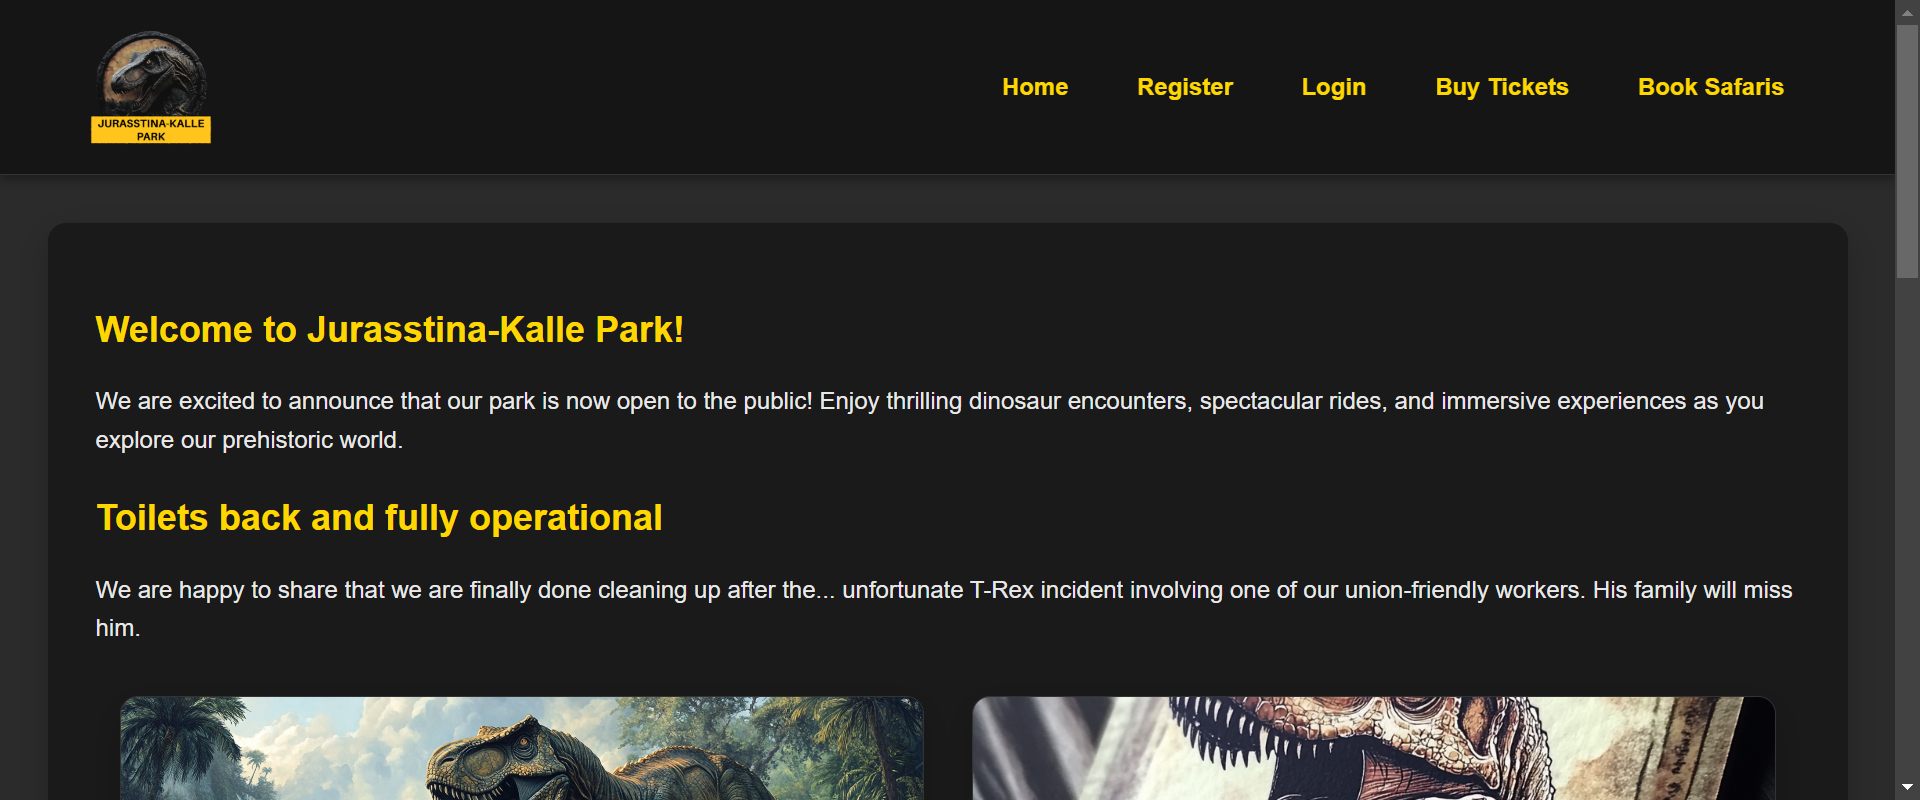 JURASSTINA-KALLE
PARK
Home Register Login Buy Tickets Book Safaris
Welcome to Jurasstina-Kalle Park!
We are excited to announce that our park is now open to the public! Enjoy thrilling dinosaur encounters, spectacular rides, and immersive experiences as you
explore our prehistoric world.
Toilets back and fully operational
We are happy to share that we are finally done cleaning up after the... unfortunate T-Rex incident involving one of our union-friendly workers. His family will miss
him.